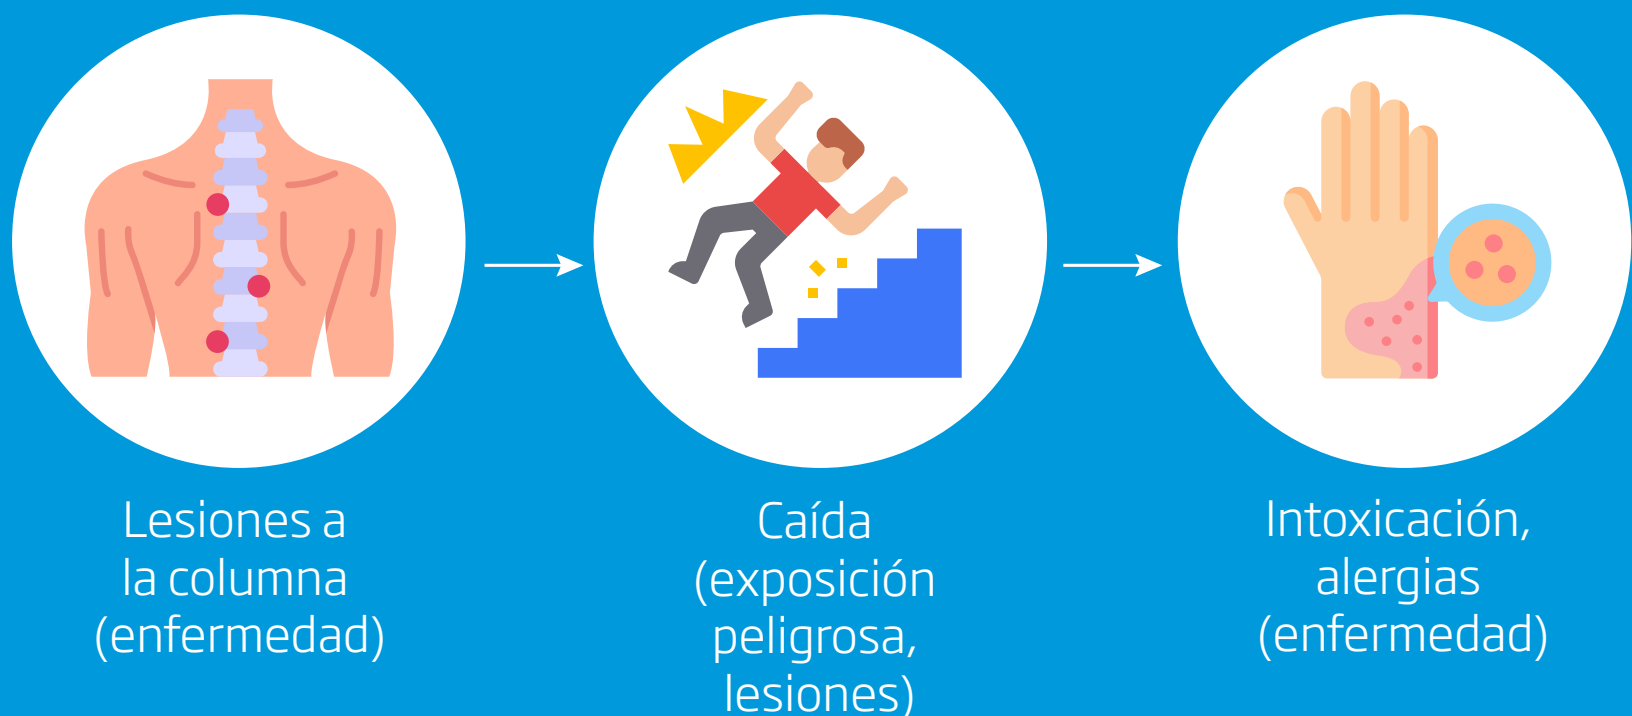 Lesiones a
la columna
(enfermedad)
Caída
(exposición
peligrosa,
lesiones)
Intoxicación,
alergias
(enfermedad)